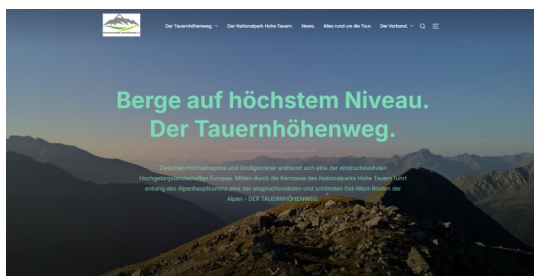 Der Tauernhöhenweg.
Der Nationalpark Hohe Tauern.
News.
Alles rund um die Tour.
Der Verband.
Berge auf höchstem Niveau.
Der Tauernhöhenweg.
Zwischen Hochalmspitze und Großglockner erstreckt sich eine der eindrucksvollsten
Hochgebirgslandschaften Europas. Mitten durch die Kernzone des Nationalparks Hohe Tauern führt
entlang des Alpenhauptkamms eine der anspruchsvollsten und schönsten Ost-West-Routen der
Alpen - DER TAUERNHÖHENWEG.